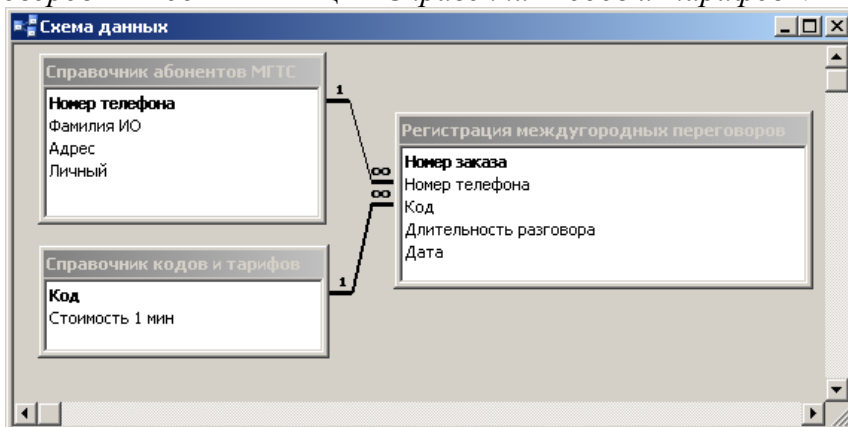 Схема данных
Справочник абонентов МГТС
Номер телефона
Фамилия ИО
Адрес
Личный
1
Регистрация междугородных переговоров
Номер заказа
Номер телефона
Код
Длительность разговора
Дата
∞
∞
Справочник кодов и тарифов
Код
Стоимость 1 мин
1